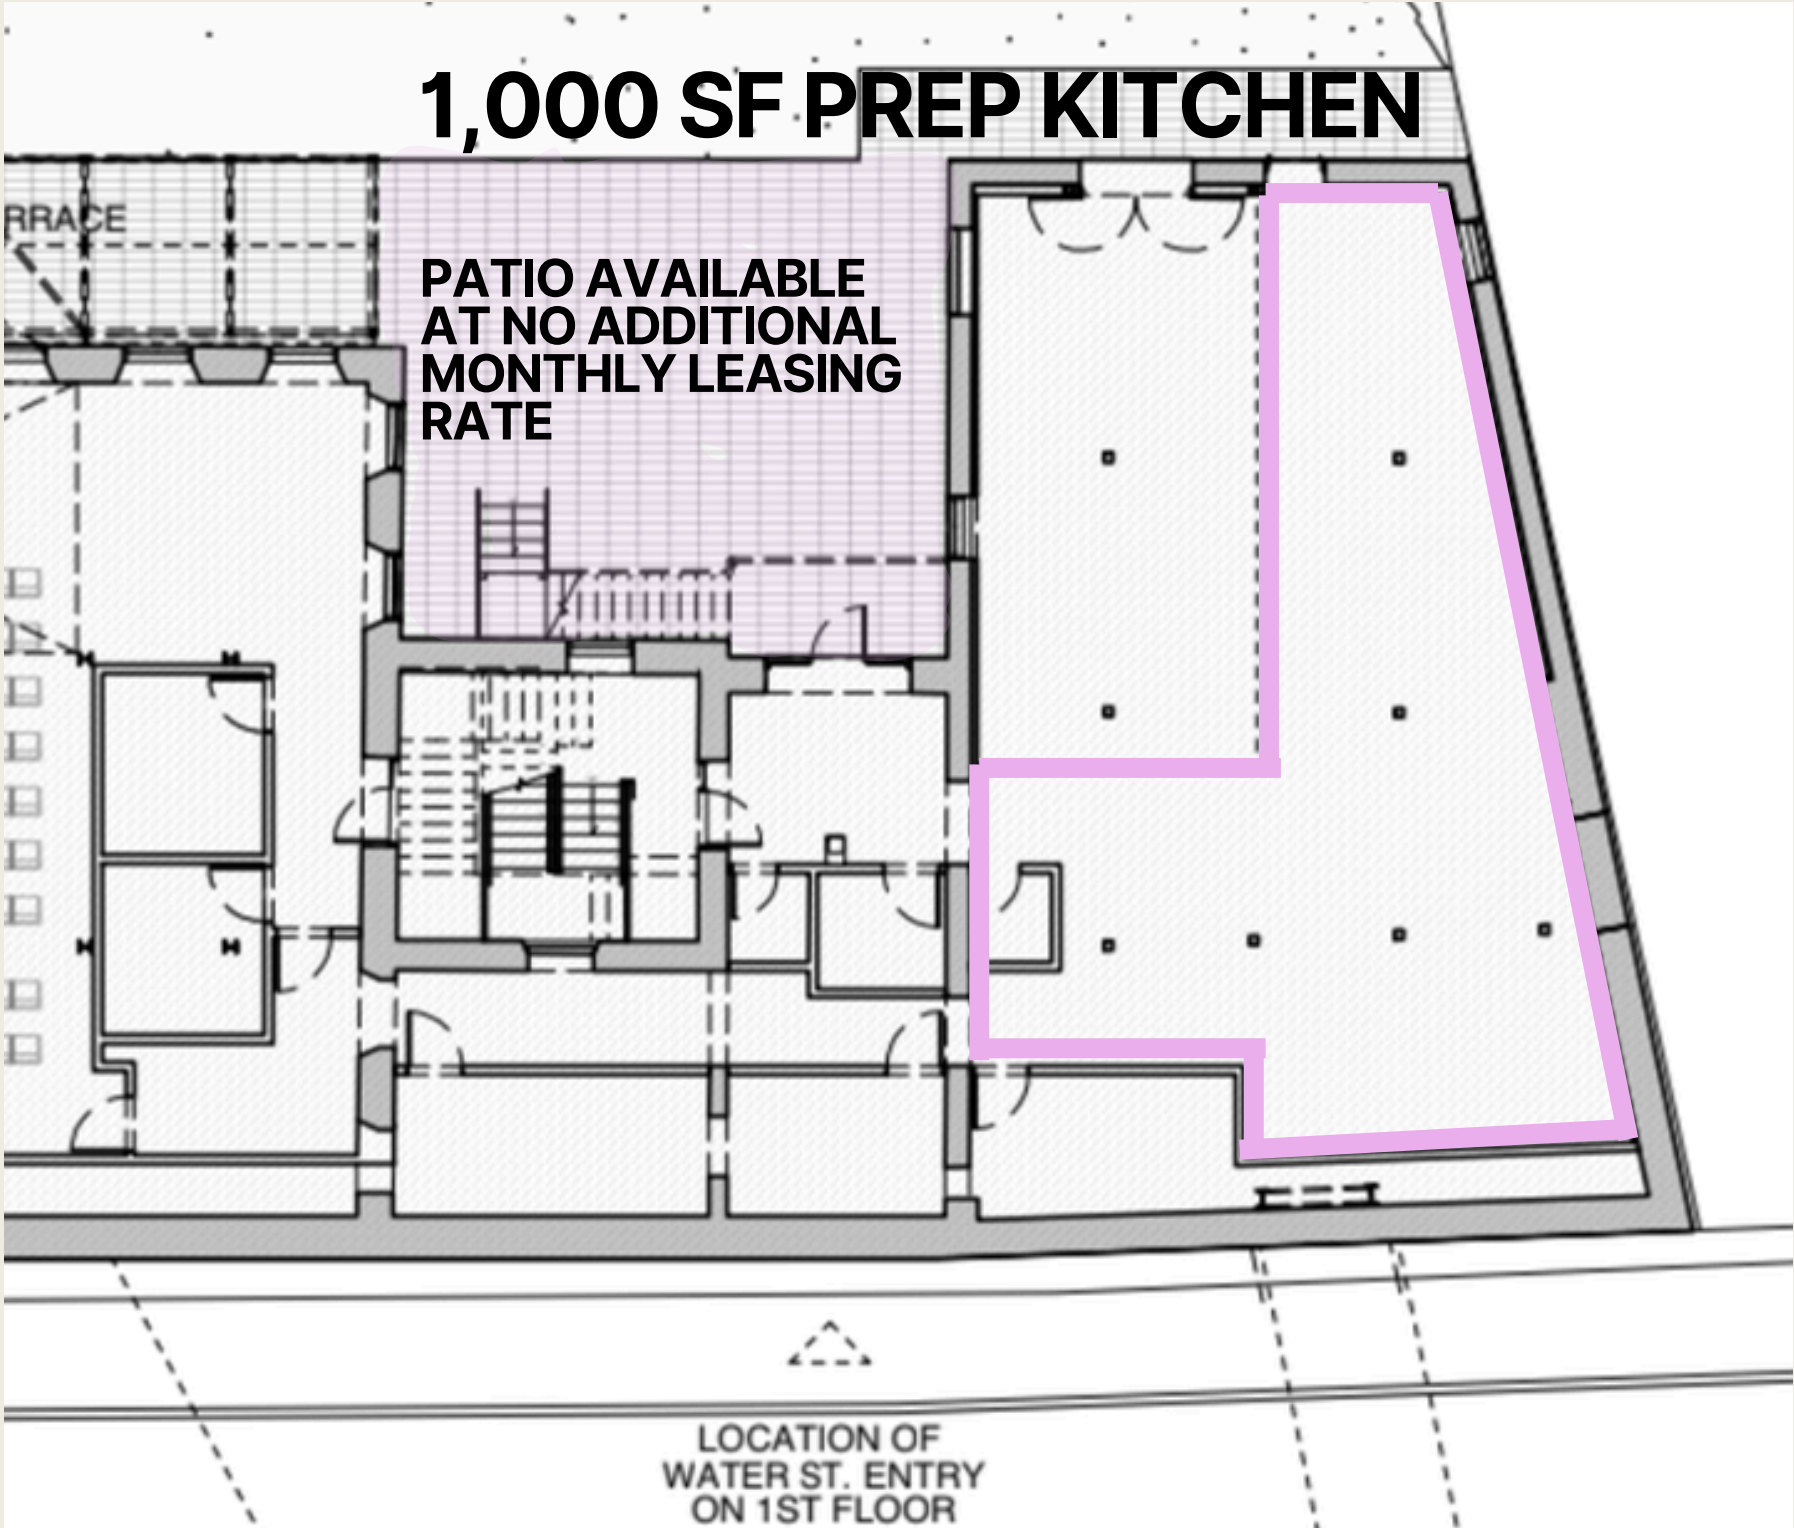 1,000 SF PREP KITCHEN
RRACE
PATIO AVAILABLE
AT NO ADDITIONAL
MONTHLY LEASING
RATE
LOCATION OF
WATER ST. ENTRY
ON 1ST FLOOR